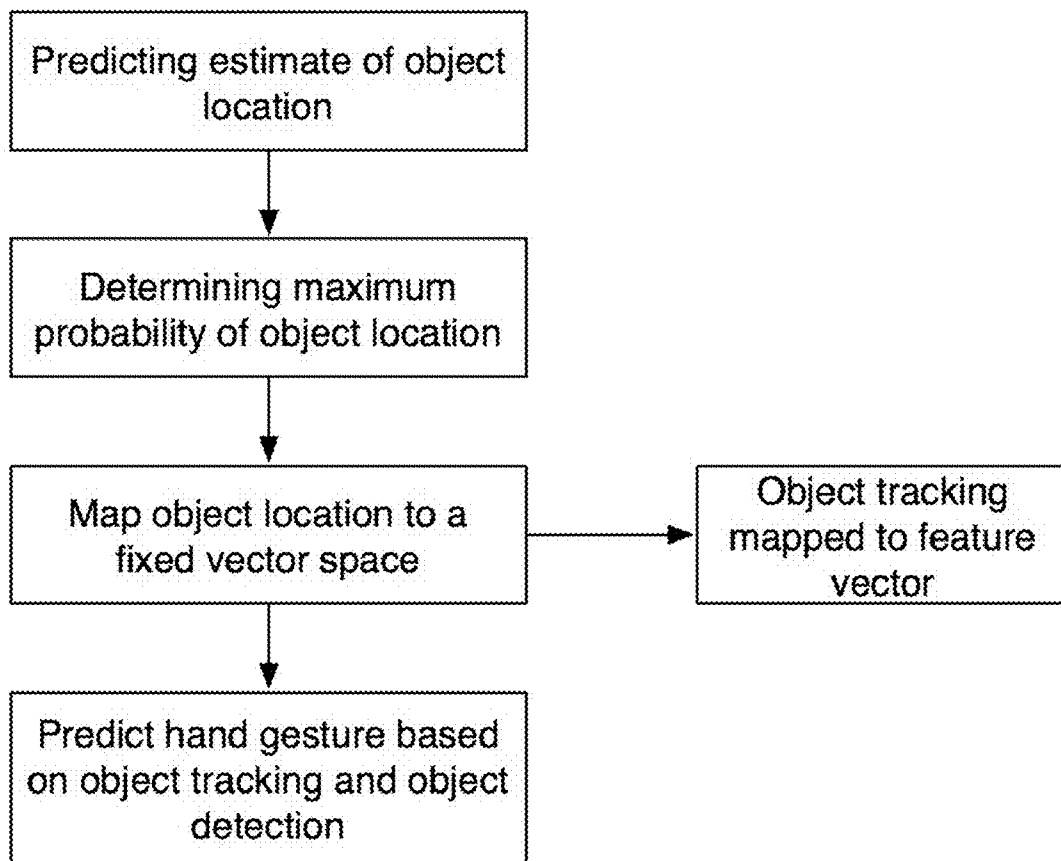 Predicting estimate of object
location
Determining maximum
probability of object location
Map object location to a
fixed vector space
Object tracking
mapped to feature
vector
Predict hand gesture based
on object tracking and object
detection